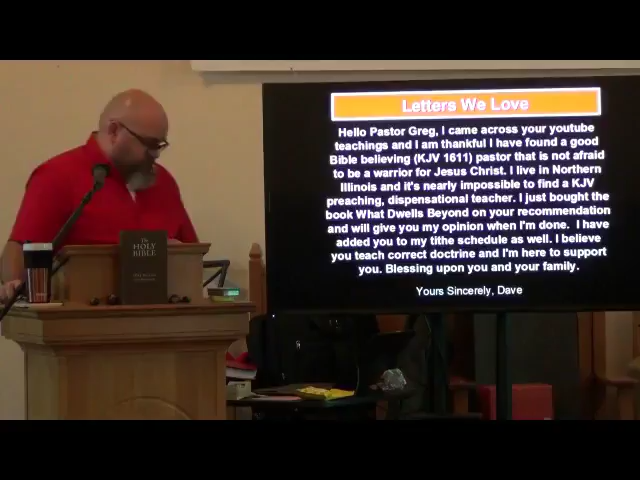 Letters We Love
Hello Pastor Greg, I came across your youtube
teachings and I am thankful I have found a good
Bible believing (KJV 1611) pastor that is not afraid
to be a warrior for Jesus Christ. I live in Northern
Illinois and it's nearly impossible to find a KJV
preaching, dispensational teacher. I just bought the
book What Dwells Beyond on your recommendation
and will give you my opinion when I'm done. I have
added you to my tithe schedule as well. I believe
you teach correct doctrine and I'm here to support
you. Blessing upon you and your family.
Yours Sincerely, Dave
The
HOLY
BIBLE